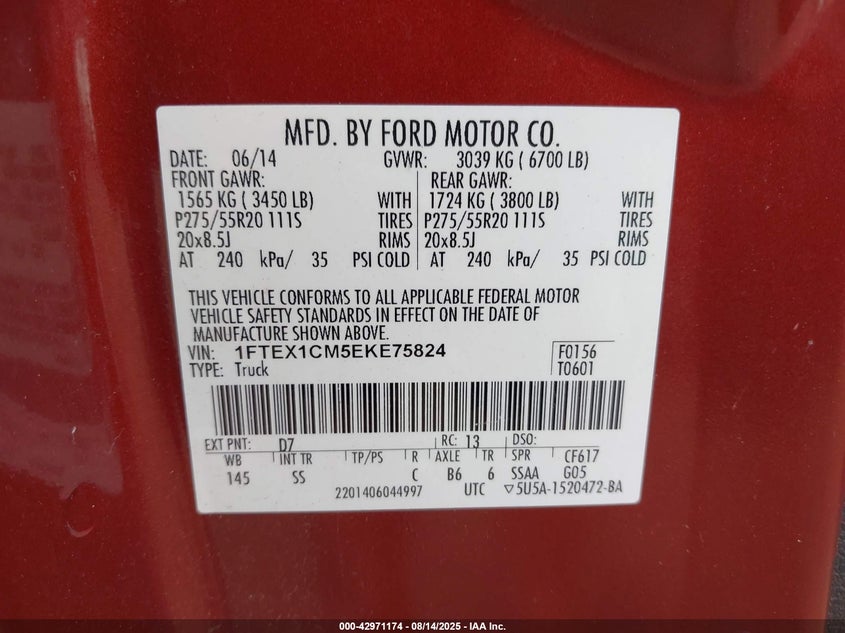 MFD. BY FORD MOTOR CO.
DATE: 06/14 GVWR: 3039 KG ( 6700 LB)
FRONT GAWR: REAR GAWR:
1565 KG ( 3450 LB) WITH 1724 KG ( 3800 LB) WITH
P275/55R20 111S TIRES P275/55R20 111S TIRES
20x8.5J RIMS 20x8.5J RIMS
AT 240 kPa/ 35 PSI COLD AT 240 kPa/ 35 PSI COLD
THIS VEHICLE CONFORMS TO ALL APPLICABLE FEDERAL MOTOR
VEHICLE SAFETY STANDARDS IN EFFECT ON THE DATE OF
MANUFACTURE SHOWN ABOVE.
VIN: 1FTEX1CM5EKE75824 F0156
TYPE: Truck T0601
EXT PNT: D7 RC: 13 DSO:
WB INT TR TP/PS R AXLE TR SPR CF617
145 SS C B6 6 SSAA G05
2201406044997 UTC ▽5U5A-1520472-BA
000-42971174 | 08/14/2025 - IAA Inc.